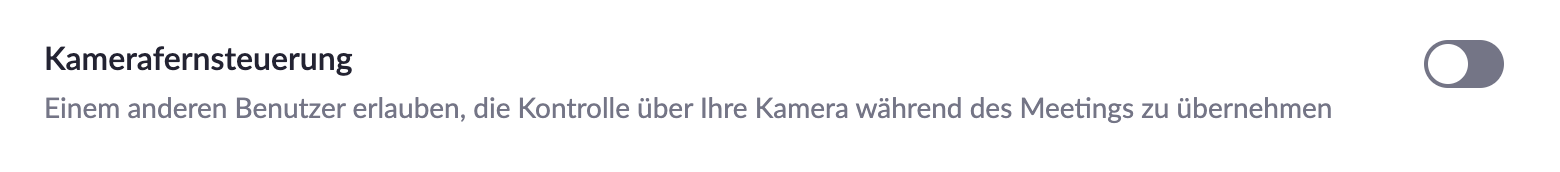 Kamerafernsteuerung
Einem anderen Benutzer erlauben, die Kontrolle über Ihre Kamera während des Meetings zu übernehmen